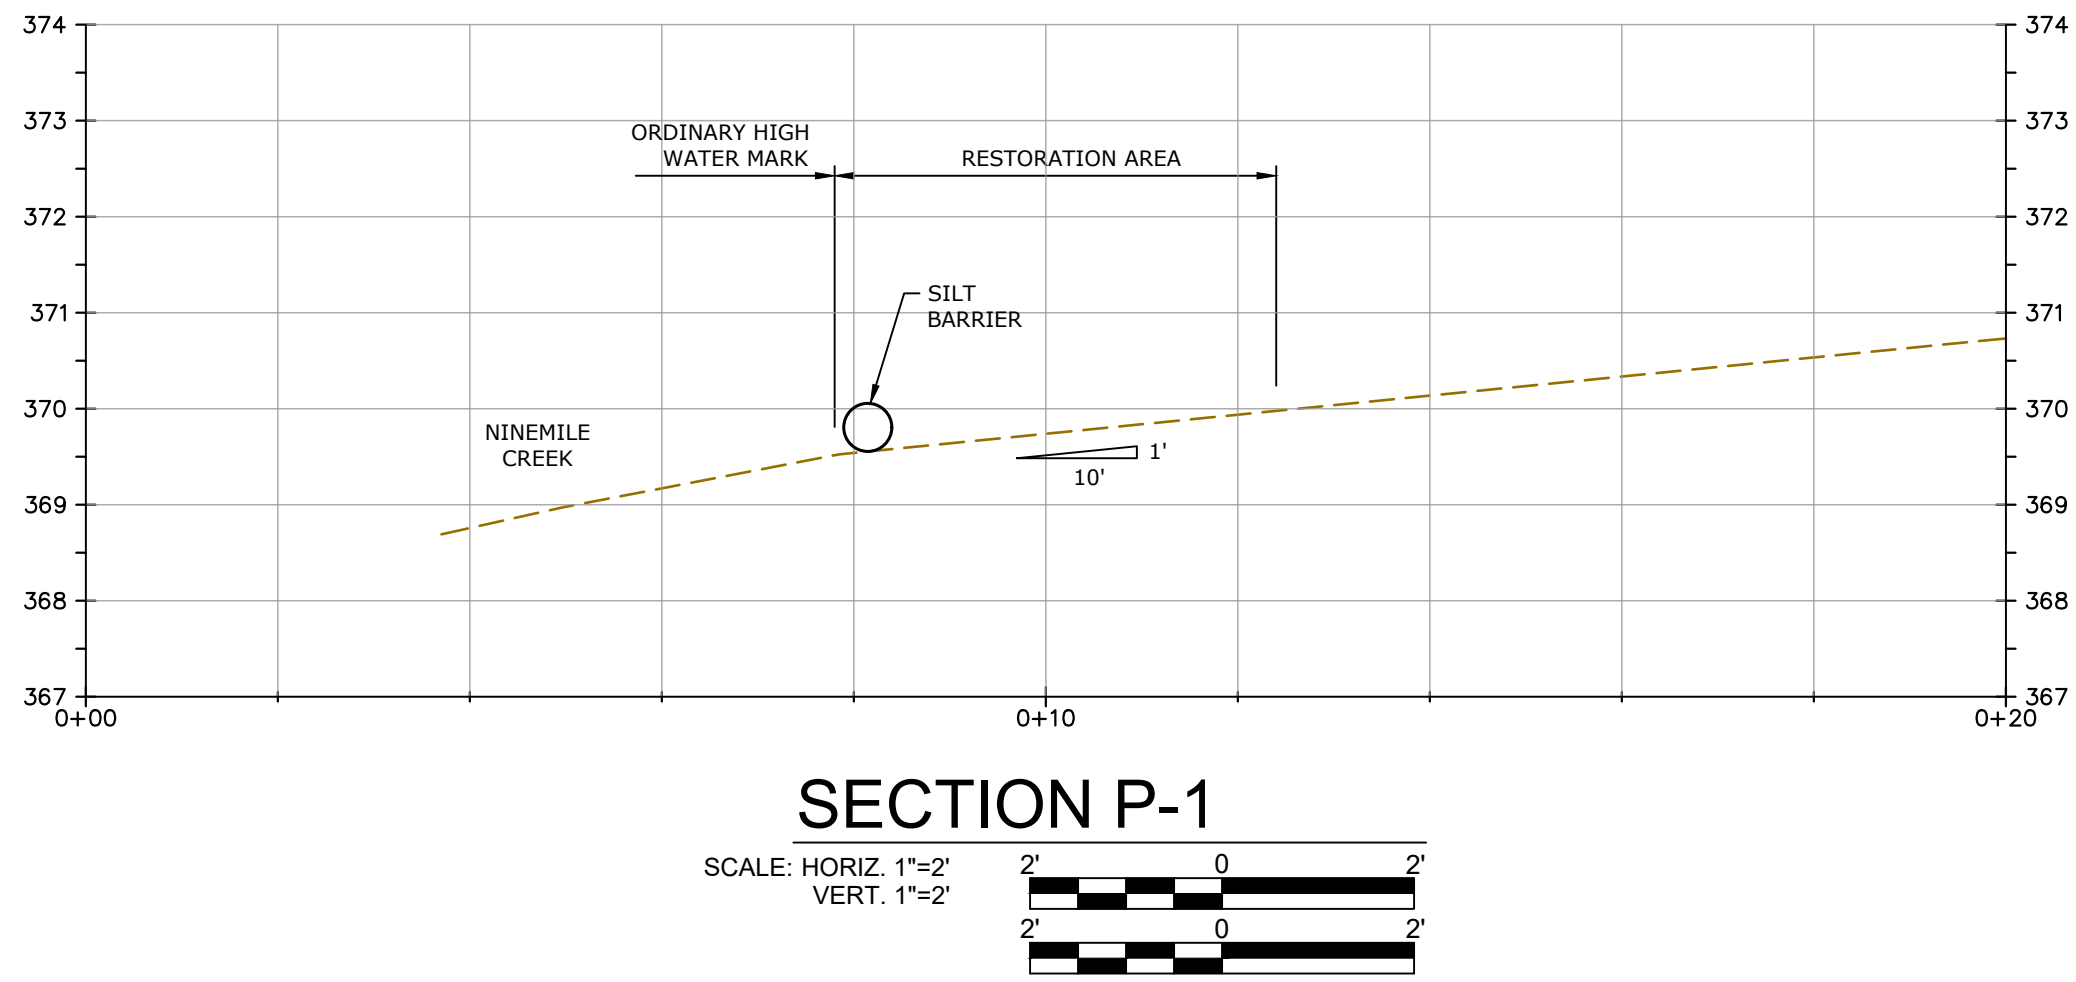 374 374
373 373
ORDINARY HIGH
WATER MARK
RESTORATION AREA
372 372
SILT
BARRIER
371 371
370 370
NINEMILE
CREEK
1'
10'
369 369
368 368
367 367
0+00 0+10 0+20
SECTION P-1
SCALE: HORIZ. 1"=2'
VERT. 1"=2'
2' 0 2'
2' 0 2'